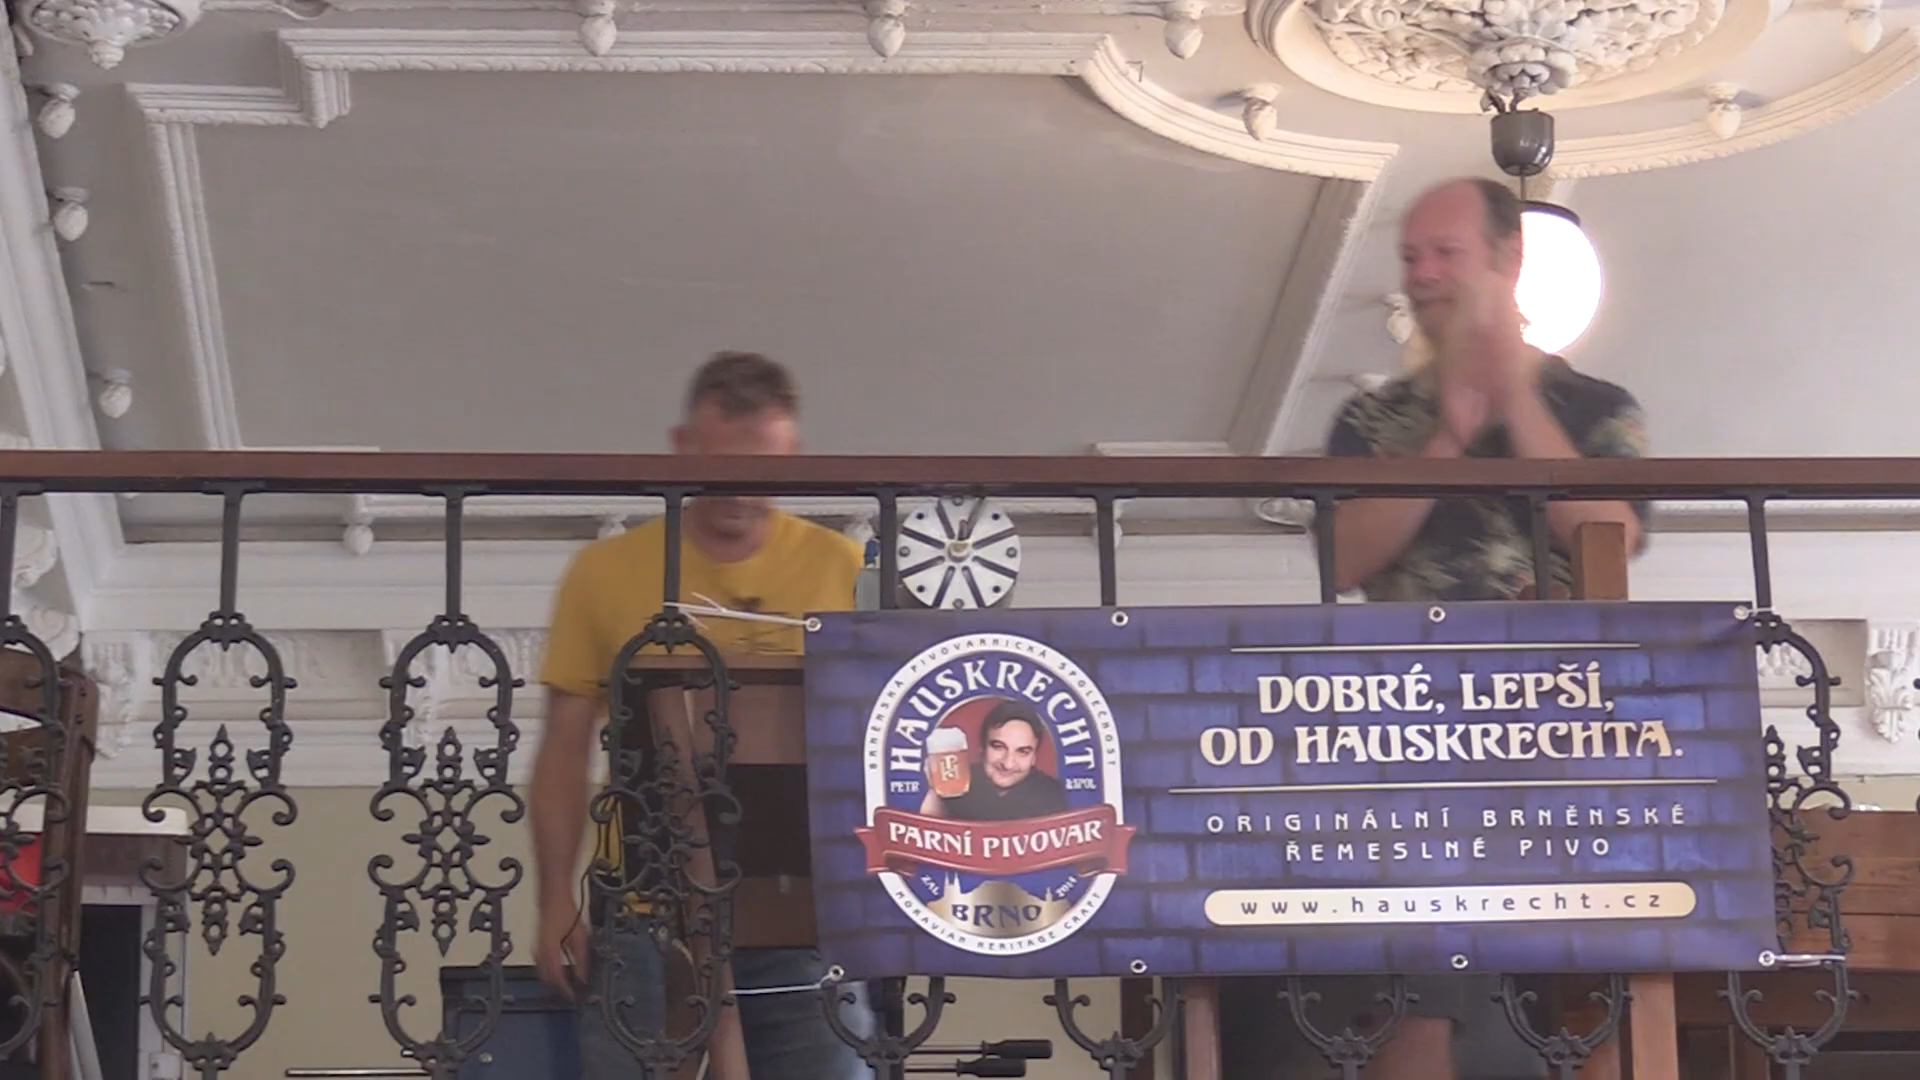 BRNĚNSKÁ PIVOVARNICKÁ SPOLEČNOST
HAUSKRECHT
PETR
&SPOL
PARNÍ PIVOVAR
ZAL.
2014
BRNO
MORAVIAN HERITAGE CRAFT
DOBRÉ, LEPŠÍ,
OD HAUSKRECHTA.
ORIGINÁLNÍ BRNĚNSKÉ
ŘEMESLNÉ PIVO
www.hauskrecht.cz